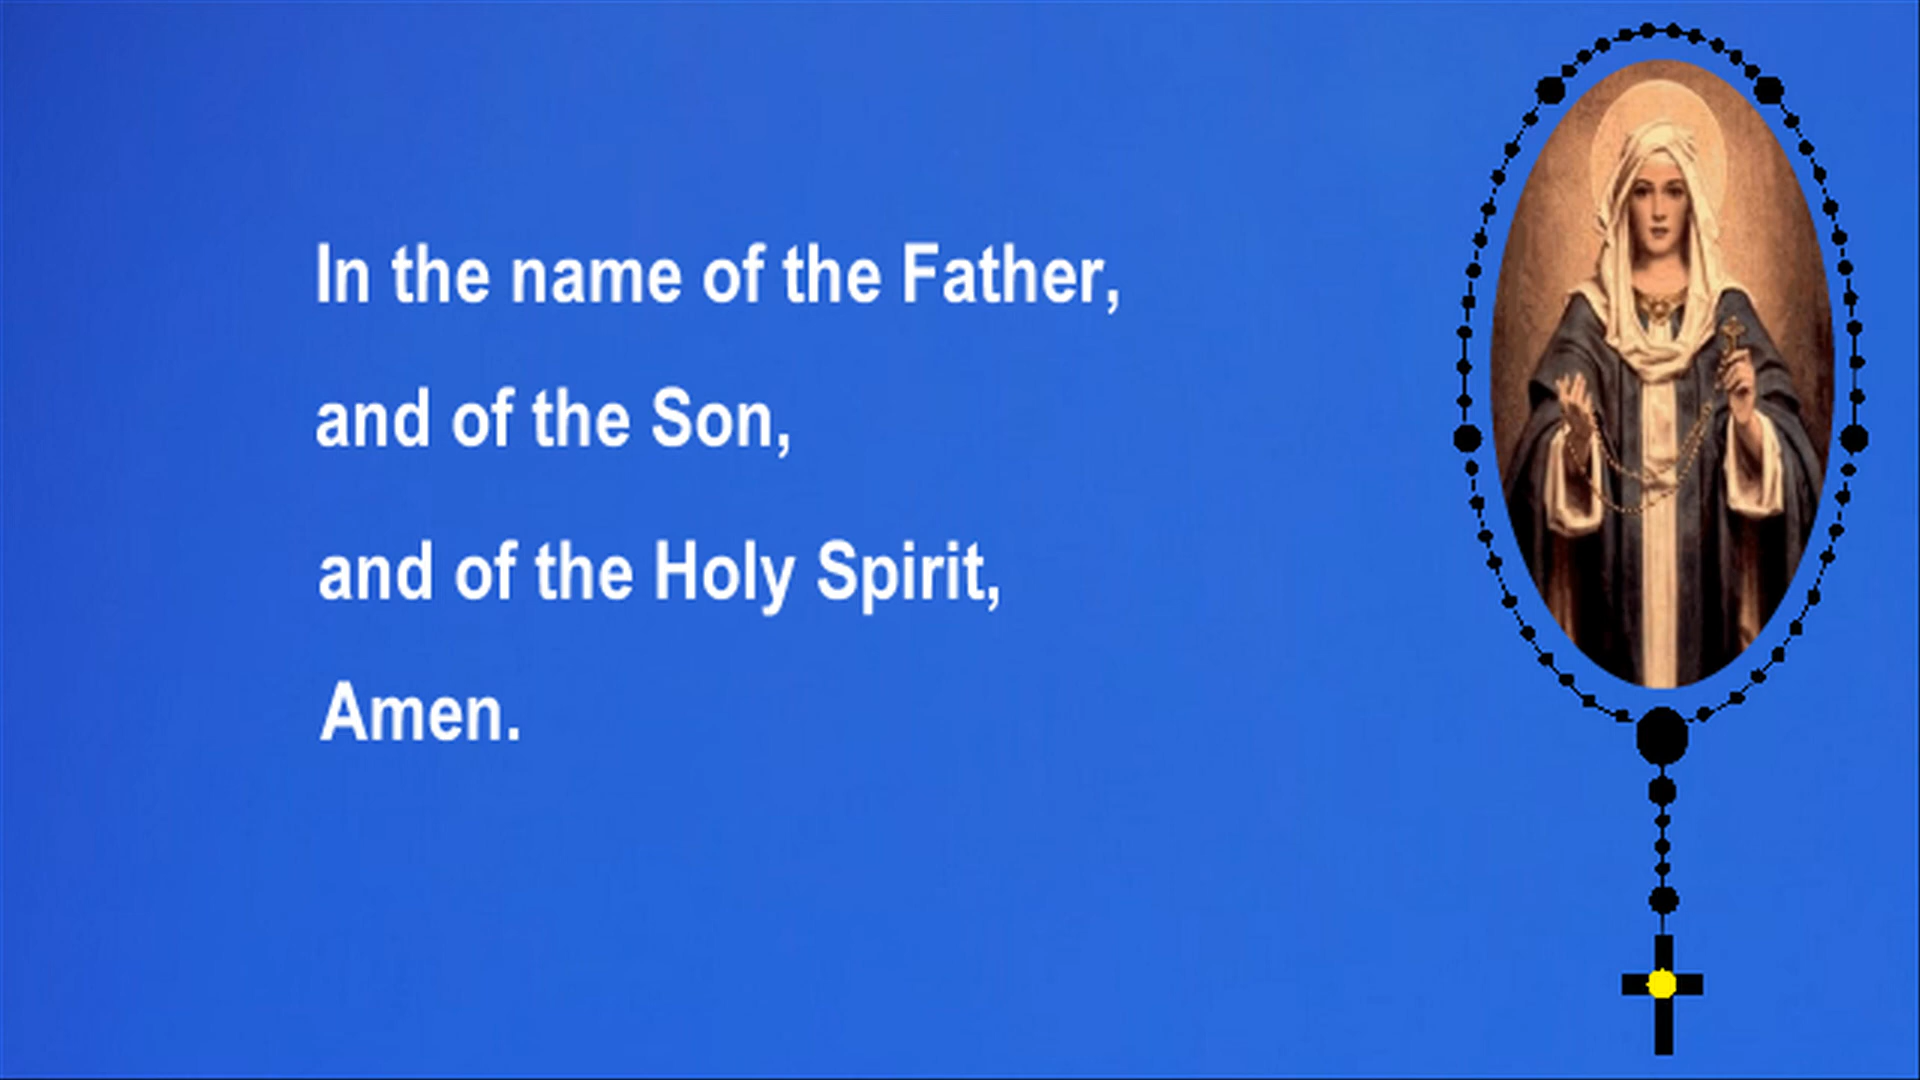 In the name of the Father,
and of the Son,
and of the Holy Spirit,
Amen.